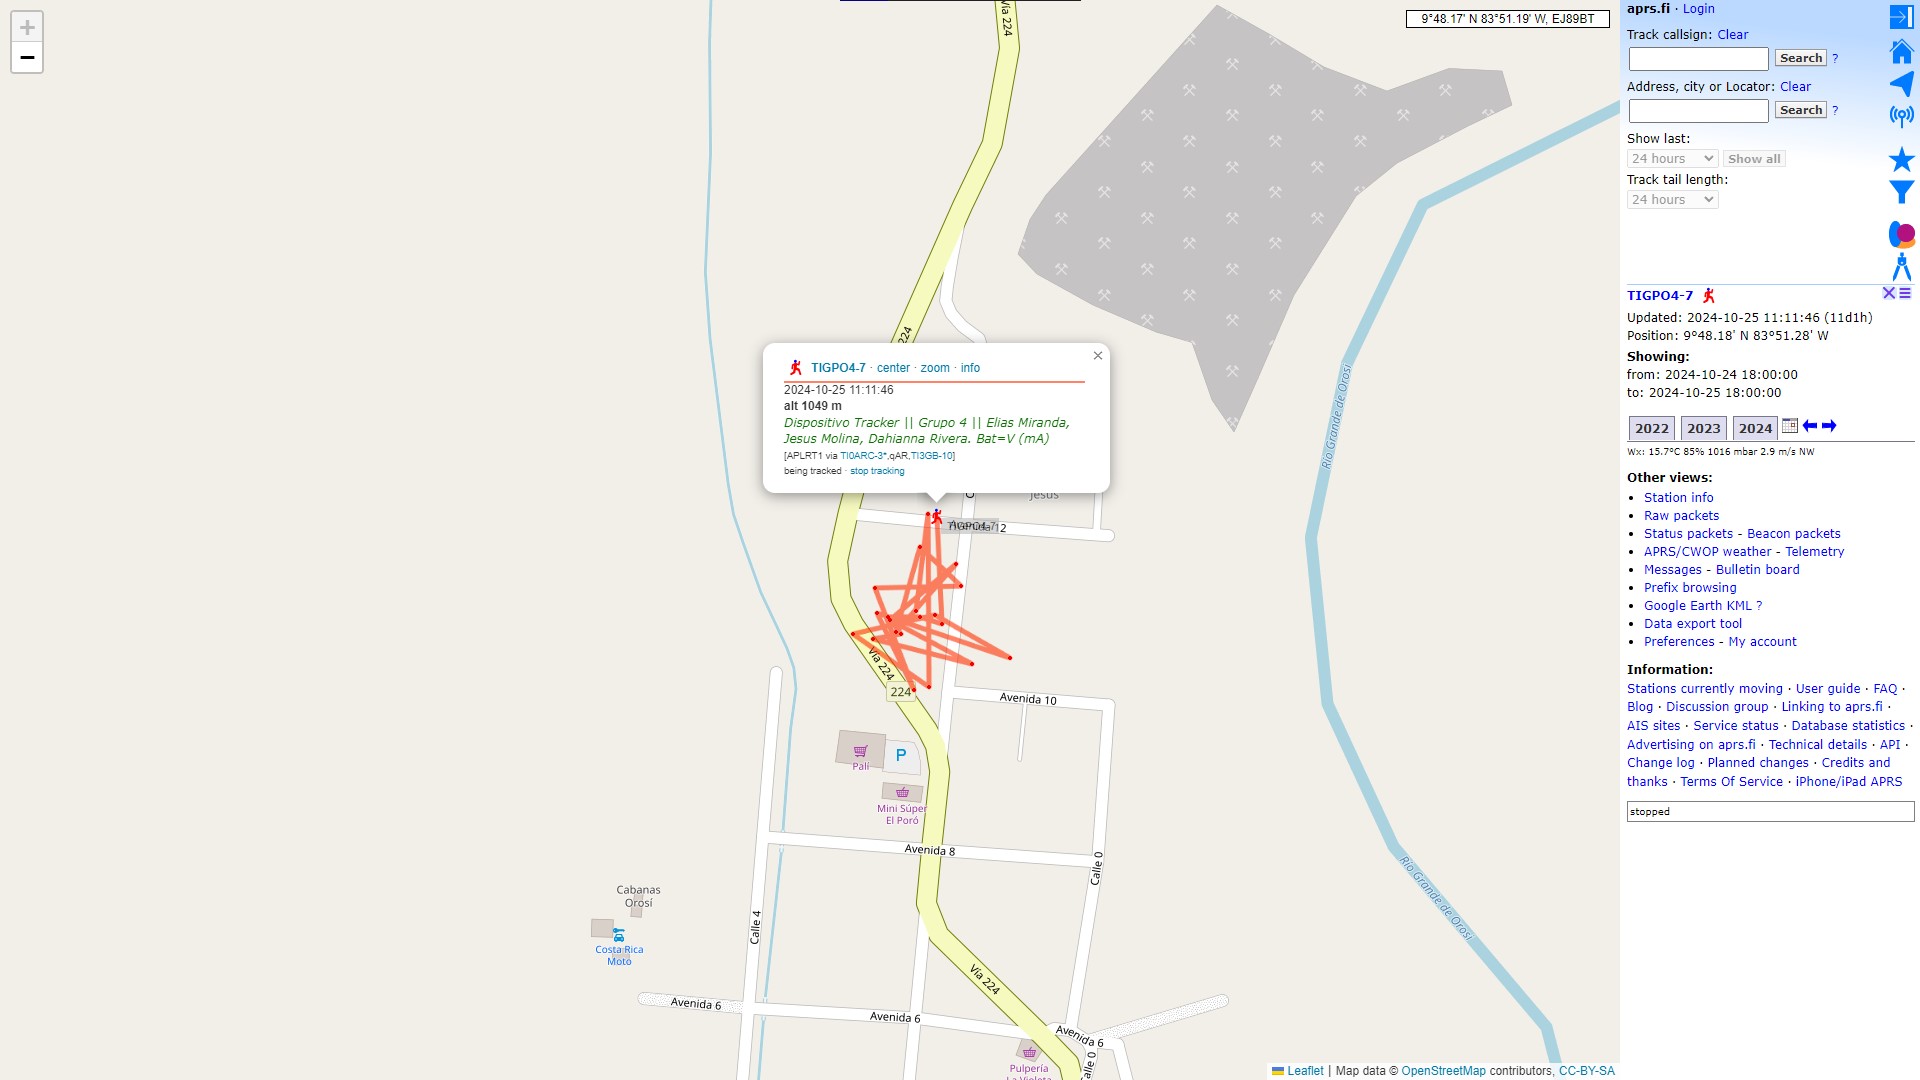 +
−
Vía 224
9°48.17' N 83°51.19' W, EJ89BT
224
TIGPO4-7 · center · zoom · info
×
2024-10-25 11:11:46
alt 1049 m
Dispositivo Tracker || Grupo 4 || Elias Miranda,
Jesus Molina, Dahianna Rivera. Bat=V (mA)
[APLRT1 via TI0ARC-3*,qAR,TI3GB-10]
being tracked · stop tracking
Jesús
Avenida 12
TIGPO4-7
Río Grande de Orosi
Vía 224
224
Avenida 10
P
Palí
Mini Súper
El Poró
Avenida 8
Calle 0
Río Grande de Orosi
Cabanas
Orosí
Calle 4
Costa Rica
Moto
Vía 224
Avenida 6
Avenida 6
Avenida 6
Pulpería
La Violeta
alle 0
Leaflet | Map data © OpenStreetMap contributors, CC-BY-SA
aprs.fi · Login
Track callsign: Clear
Search ?
Address, city or Locator: Clear
Search ?
Show last:
24 hours Show all
Track tail length:
24 hours
TIGPO4-7
Updated: 2024-10-25 11:11:46 (11d1h)
Position: 9°48.18' N 83°51.28' W
Showing:
from: 2024-10-24 18:00:00
to: 2024-10-25 18:00:00
2022 2023 2024
Wx: 15.7°C 85% 1016 mbar 2.9 m/s NW
Other views:
• Station info
• Raw packets
• Status packets - Beacon packets
• APRS/CWOP weather - Telemetry
• Messages - Bulletin board
• Prefix browsing
• Google Earth KML ?
• Data export tool
• Preferences - My account
Information:
Stations currently moving · User guide · FAQ ·
Blog · Discussion group · Linking to aprs.fi ·
AIS sites · Service status · Database statistics ·
Advertising on aprs.fi · Technical details · API ·
Change log · Planned changes · Credits and
thanks · Terms Of Service · iPhone/iPad APRS
stopped